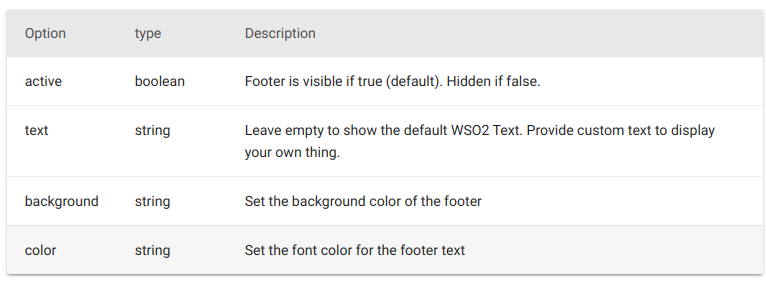 Option type Description
active boolean Footer is visible if true (default). Hidden if false.
text string Leave empty to show the default WSO2 Text. Provide custom text to display
your own thing.
background string Set the background color of the footer
color string Set the font color for the footer text